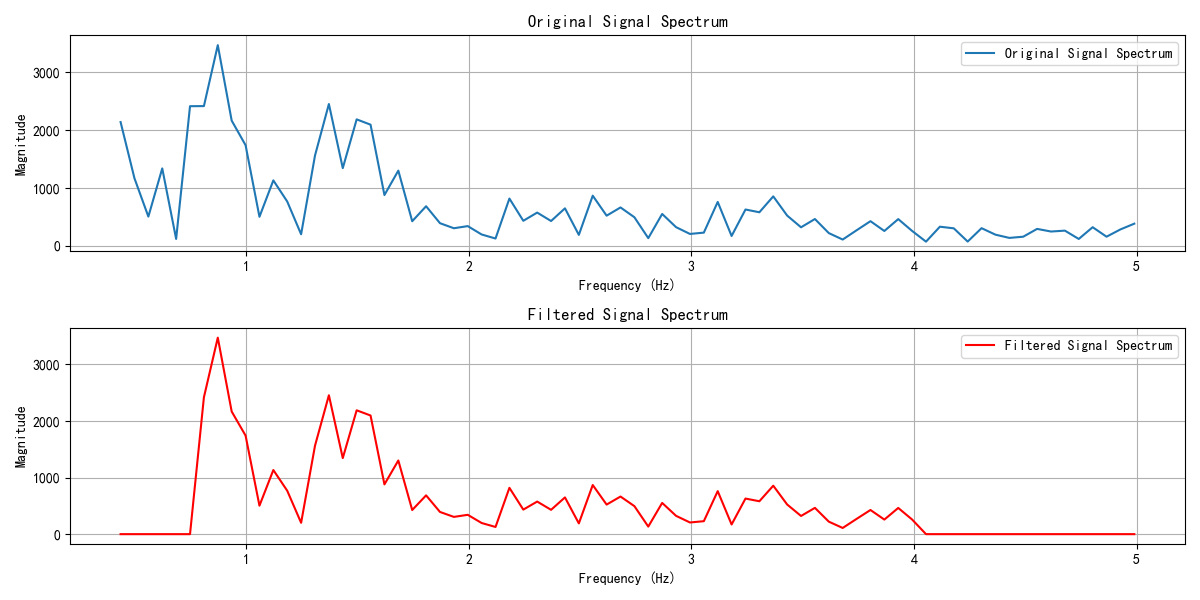 Original Signal Spectrum
Original Signal Spectrum
Magnitude
3000
2000
1000
0
1 2 3 4 5
Frequency (Hz)
Filtered Signal Spectrum
Filtered Signal Spectrum
Magnitude
3000
2000
1000
0
1 2 3 4 5
Frequency (Hz)